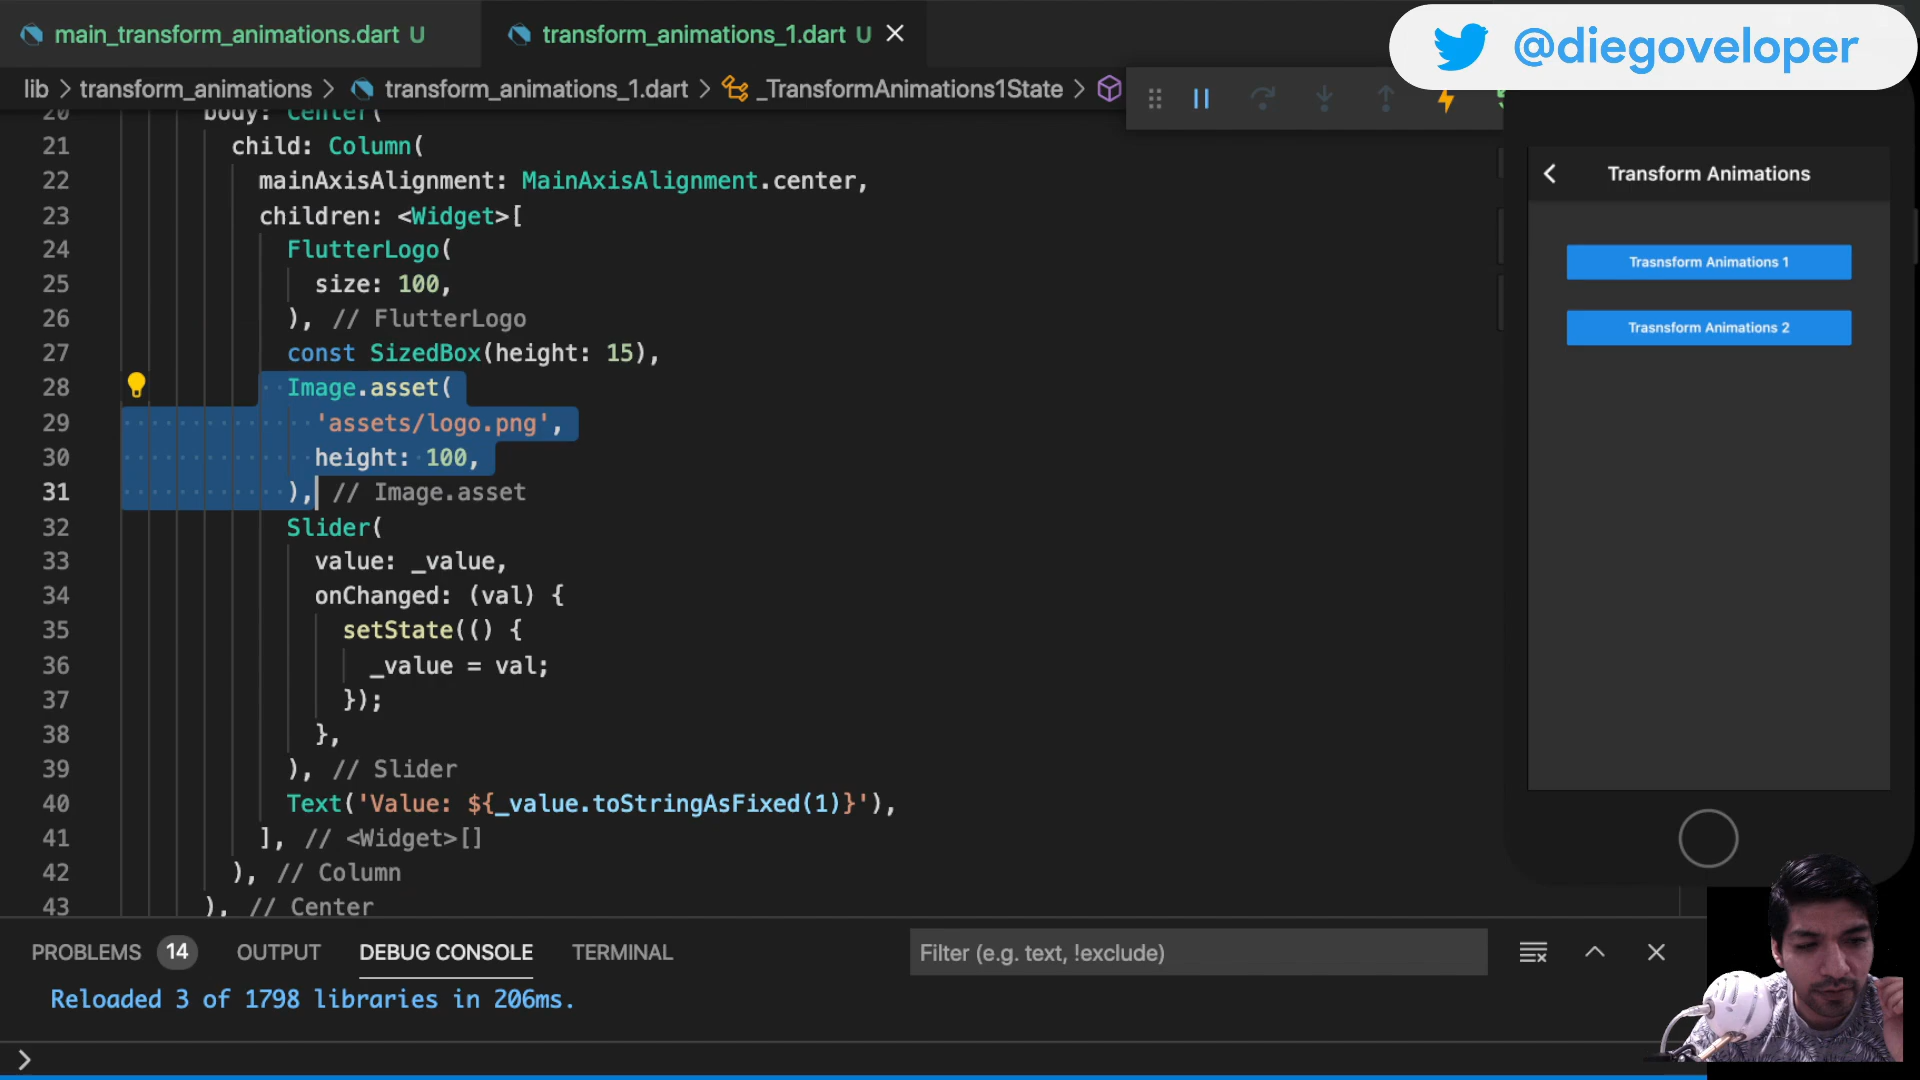 main_transform_animations.dart U
transform_animations_1.dart U
@diegoveloper
lib > transform_animations > transform_animations_1.dart > _TransformAnimations1State >
20 body: Center(
21 child: Column(
22 mainAxisAlignment: MainAxisAlignment.center,
23 children: <Widget>[
24 FlutterLogo(
25 size: 100,
26 ), // FlutterLogo
27 const SizedBox(height: 15),
28 Image.asset(
29 'assets/logo.png',
30 height: 100,
31 ), // Image.asset
32 Slider(
33 value: _value,
34 onChanged: (val) {
35 setState(() {
36 _value = val;
37 });
38 },
39 ), // Slider
40 Text('Value: ${_value.toStringAsFixed(1)}'),
41 ], // <Widget>[]
42 ), // Column
43 ), // Center
Transform Animations
Trasnsform Animations 1
Trasnsform Animations 2
PROBLEMS 14 OUTPUT DEBUG CONSOLE TERMINAL
Filter (e.g. text, !exclude)
Reloaded 3 of 1798 libraries in 206ms.